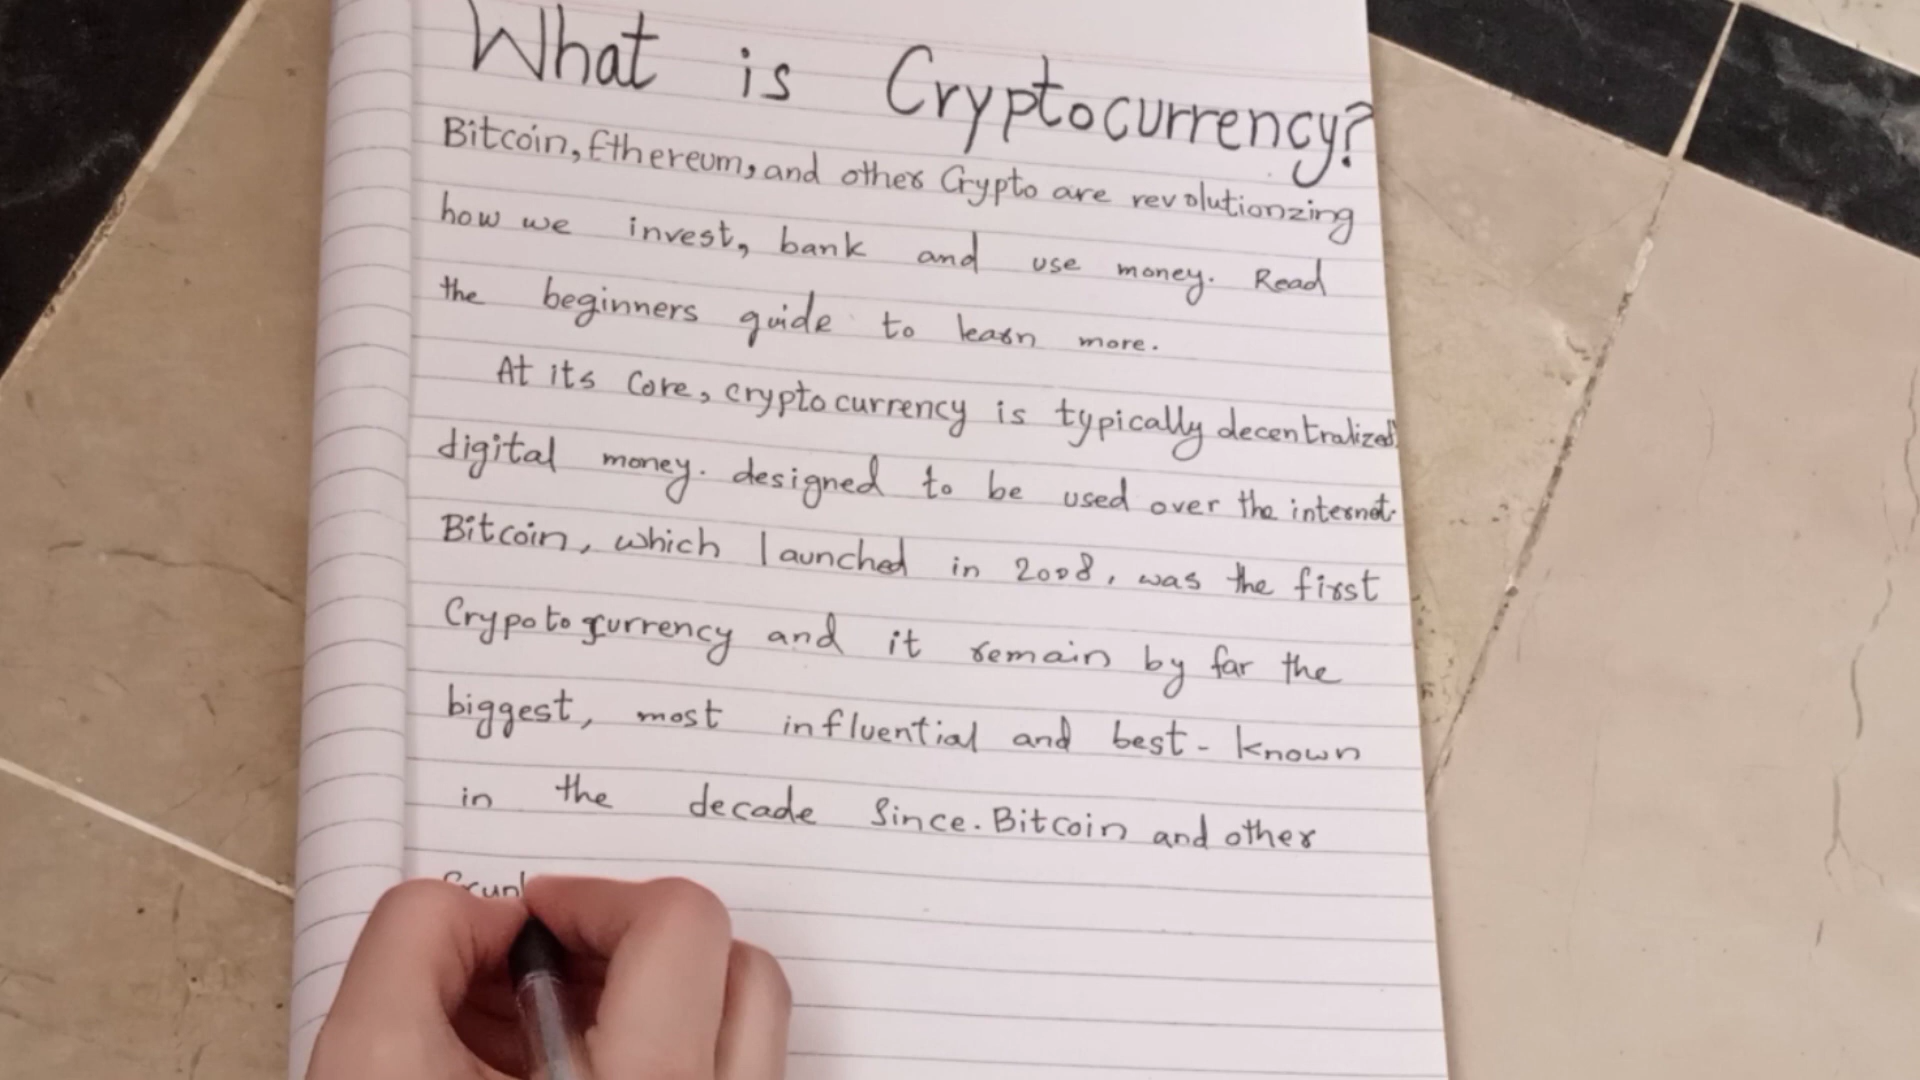 What is Cryptocurrency?
Bitcoin, Ethereum, and other Crypto are revolutionzing
how we invest, bank and use money. Read
the beginners guide to learn more.
At its Core, cryptocurrency is typically decentralized
digital money. designed to be used over the internet.
Bitcoin, which launched in 2008, was the first
Crypotocurrency and it remain by far the
biggest, most influential and best-known
in the decade Since. Bitcoin and other